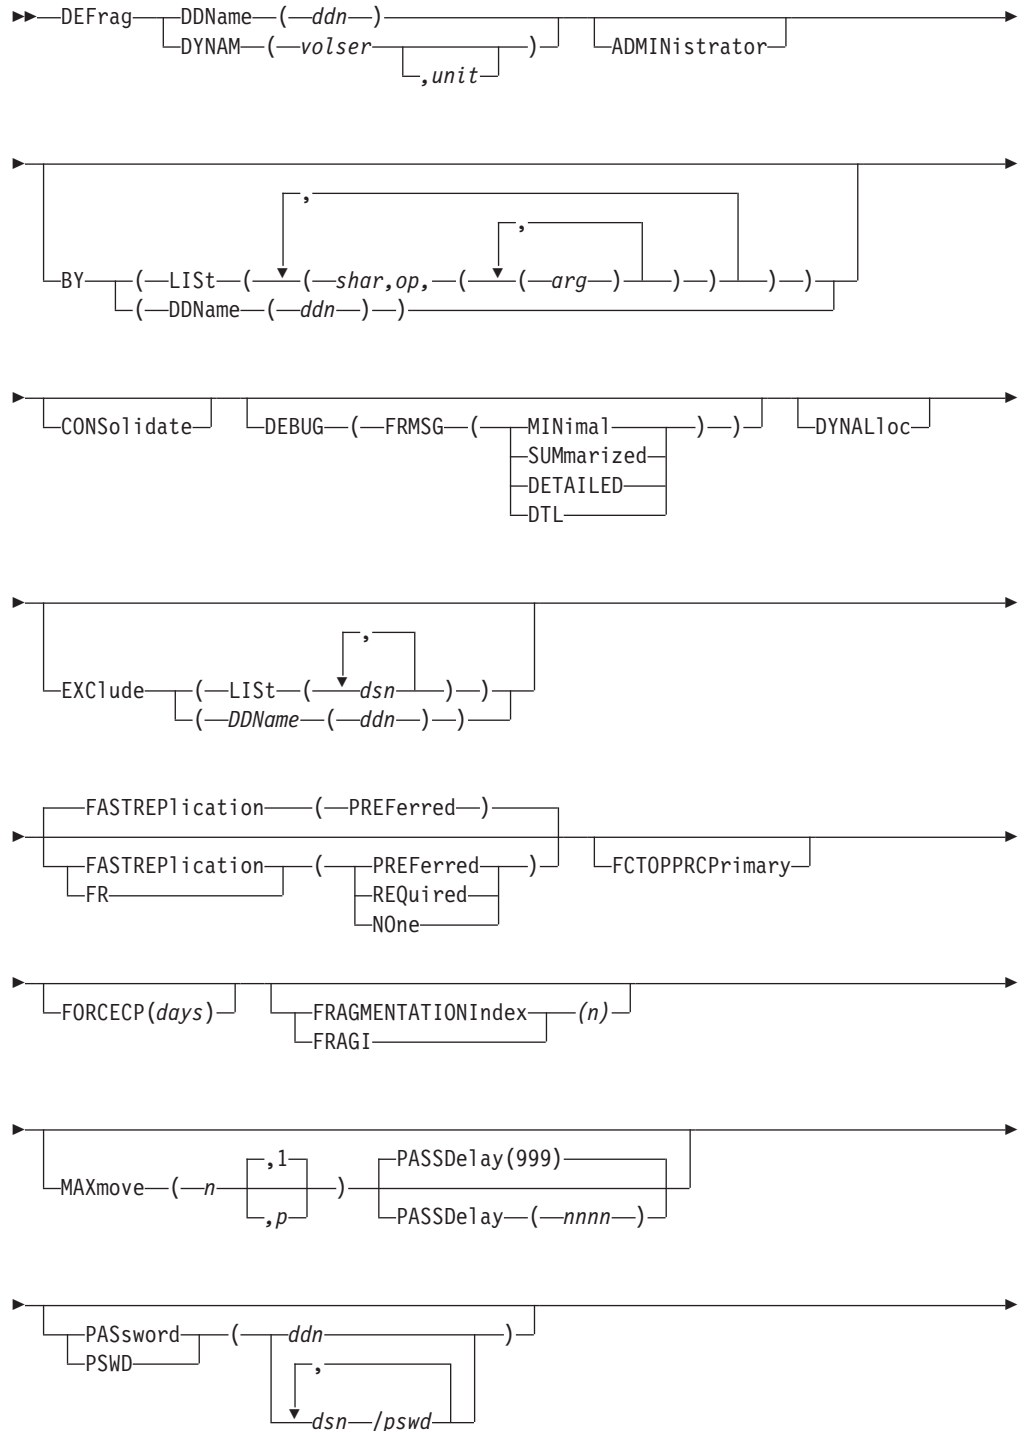 DEFrag DDName ( ddn )
DYNAM ( volser )
,unit
ADMINistrator
,
,
BY ( LISt ( ( shar,op, ( ( arg ) ) ) ) )
( DDName ( ddn ) )
CONSolidate DEBUG ( FRMSG ( MINimal ) ) DYNALloc
SUMmarized
DETAILED
DTL
,
EXClude ( LISt ( dsn ) )
( DDName ( ddn ) )
FASTREPlication ( PREFerred )
FASTREPlication ( PREFerred ) FCTOPPRCPrimary
FR REQuired
NOne
FORCECP(days) FRAGMENTATIONIndex (n)
FRAGI
,1 PASSDelay(999)
MAXmove ( n ) 
,p PASSDelay ( nnnn )
PASsword ( ddn )
PSWD ,
dsn /pswd